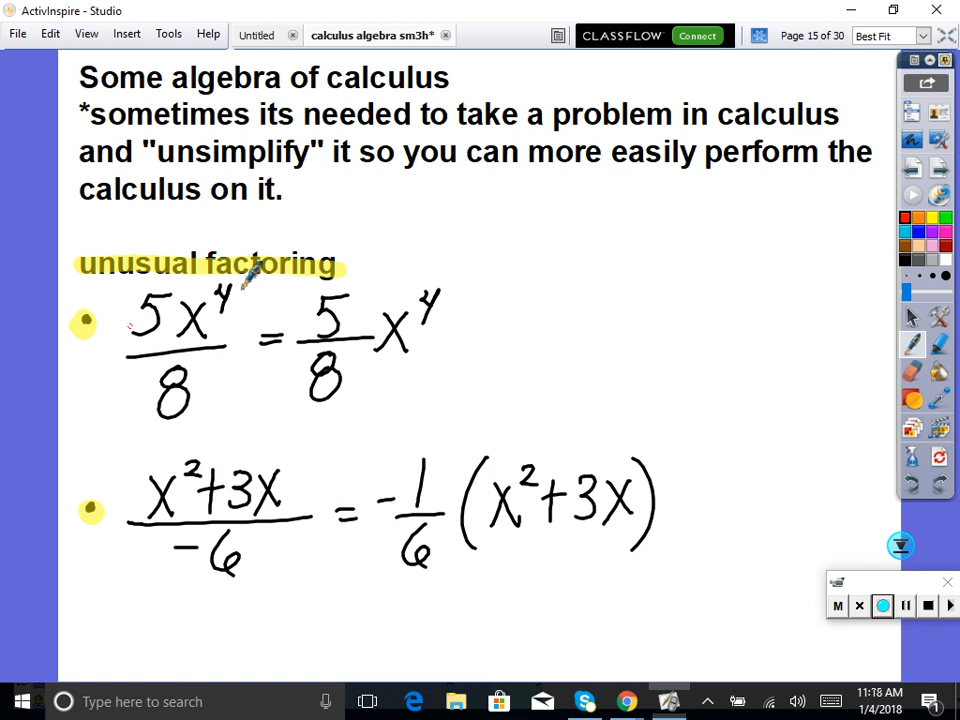 ActivInspire - Studio
File Edit View Insert Tools Help Untitled calculus algebra sm3h* CLASSFLOW Connect Page 15 of 30 Best Fit
Some algebra of calculus
*sometimes its needed to take a problem in calculus
and "unsimplify" it so you can more easily perform the
calculus on it.
unusual factoring
• 5x⁴/8 = 5/8 x⁴
• x²+3x/-6 = -1/6 (x²+3x)
M
Type here to search
11:18 AM
1/4/2018
1